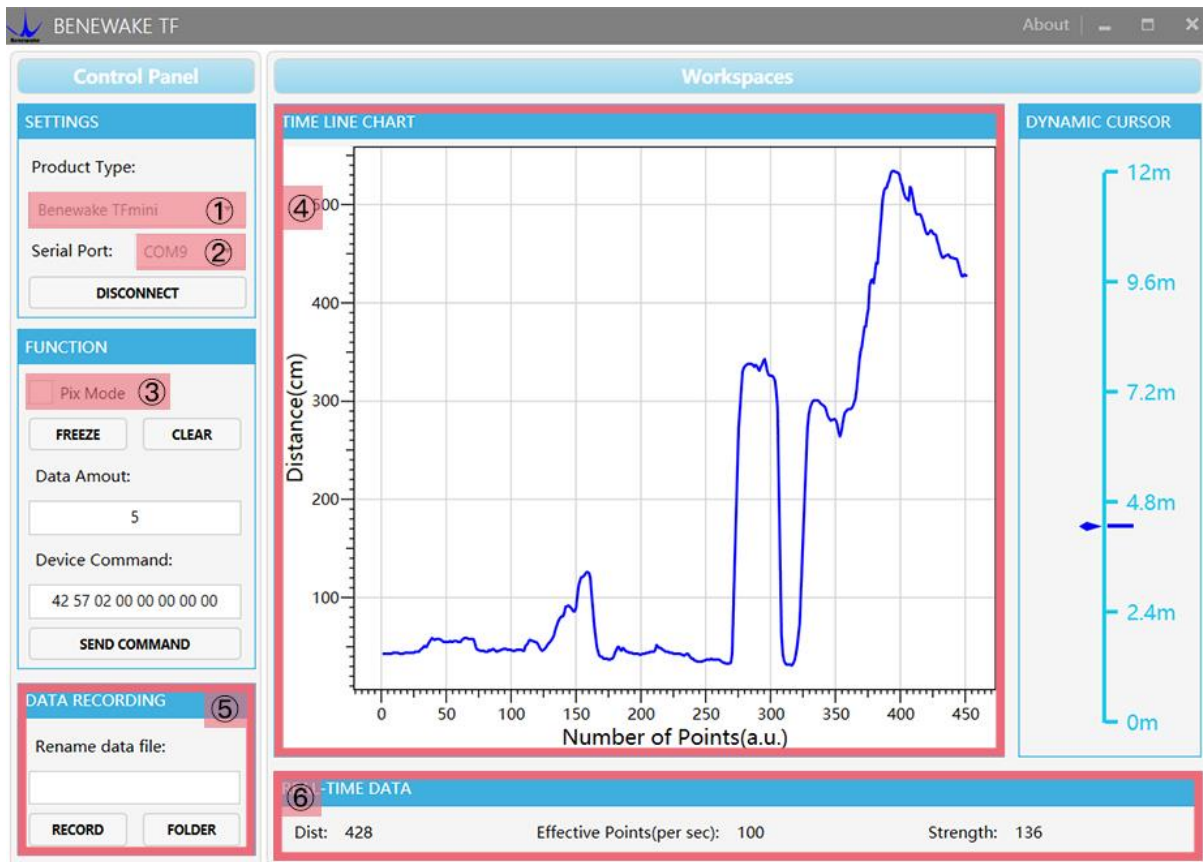 BENEWAKE TF
About
Benewake
Control Panel
SETTINGS
Product Type:
Benewake TFmini
①
Serial Port:
COM9
②
DISCONNECT
FUNCTION
Pix Mode
③
FREEZE
CLEAR
Data Amout:
5
Device Command:
42 57 02 00 00 00 00 00
SEND COMMAND
DATA RECORDING
⑤
Rename data file:
RECORD
FOLDER
Workspaces
TIME LINE CHART
④
500
400
300
200
100
Distance(cm)
0 50 100 150 200 250 300 350 400 450
Number of Points(a.u.)
DYNAMIC CURSOR
12m
9.6m
7.2m
4.8m
2.4m
0m
⑥
-TIME DATA
Dist: 428
Effective Points(per sec): 100
Strength: 136